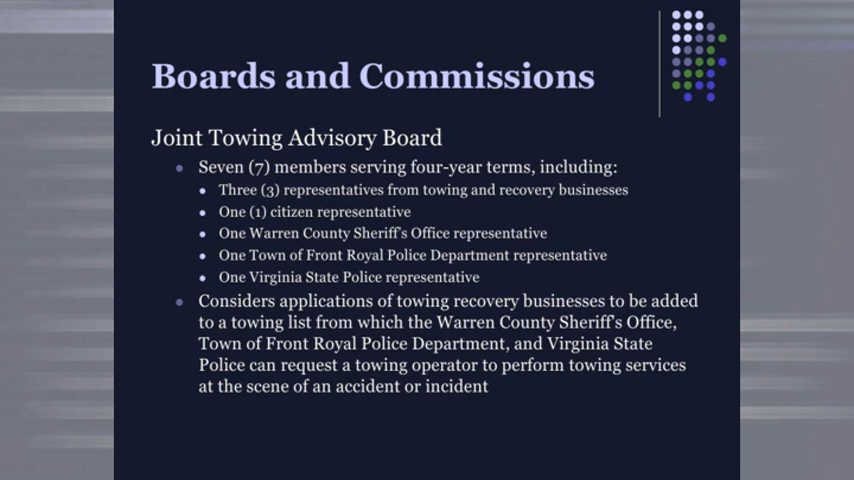 Boards and Commissions
Joint Towing Advisory Board
Seven (7) members serving four-year terms, including:
Three (3) representatives from towing and recovery businesses
One (1) citizen representative
One Warren County Sheriff's Office representative
One Town of Front Royal Police Department representative
One Virginia State Police representative
Considers applications of towing recovery businesses to be added
to a towing list from which the Warren County Sheriff's Office,
Town of Front Royal Police Department, and Virginia State
Police can request a towing operator to perform towing services
at the scene of an accident or incident